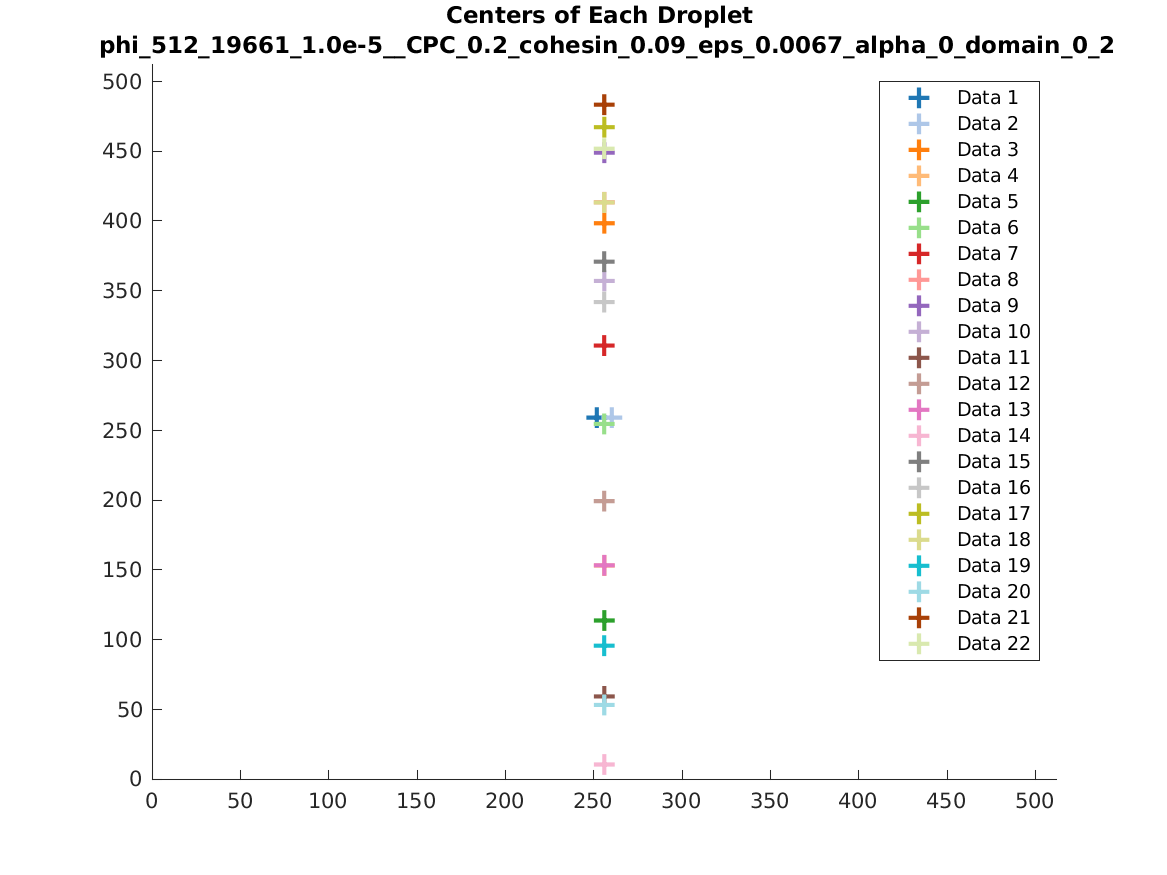 Centers of Each Droplet
phi_512_19661_1.0e-5__CPC_0.2_cohesin_0.09_eps_0.0067_alpha_0_domain_0_2
500
450
400
350
300
250
200
150
100
50
0
0 50 100 150 200 250 300 350 400 450 500
Data 1
Data 2
Data 3
Data 4
Data 5
Data 6
Data 7
Data 8
Data 9
Data 10
Data 11
Data 12
Data 13
Data 14
Data 15
Data 16
Data 17
Data 18
Data 19
Data 20
Data 21
Data 22